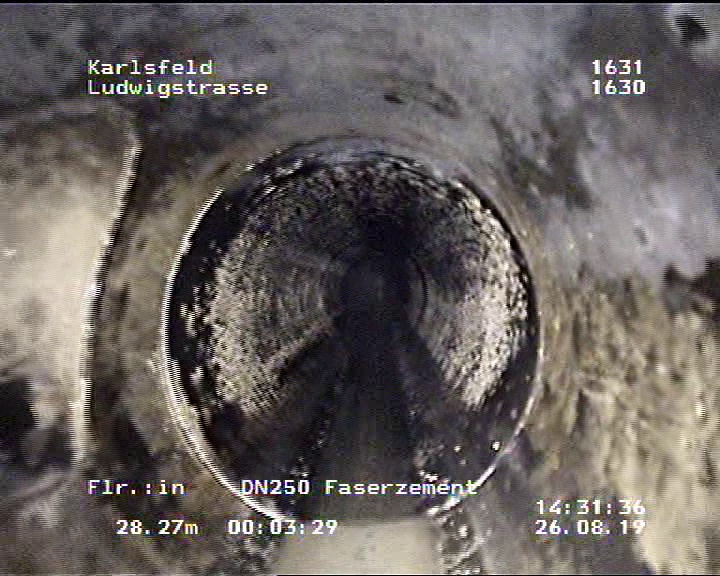 Karlsfeld 1631
Ludwigstrasse 1630
Flr.:in DN250 Faserzement
14:31:36
28.27m 00:03:29 26.08.19